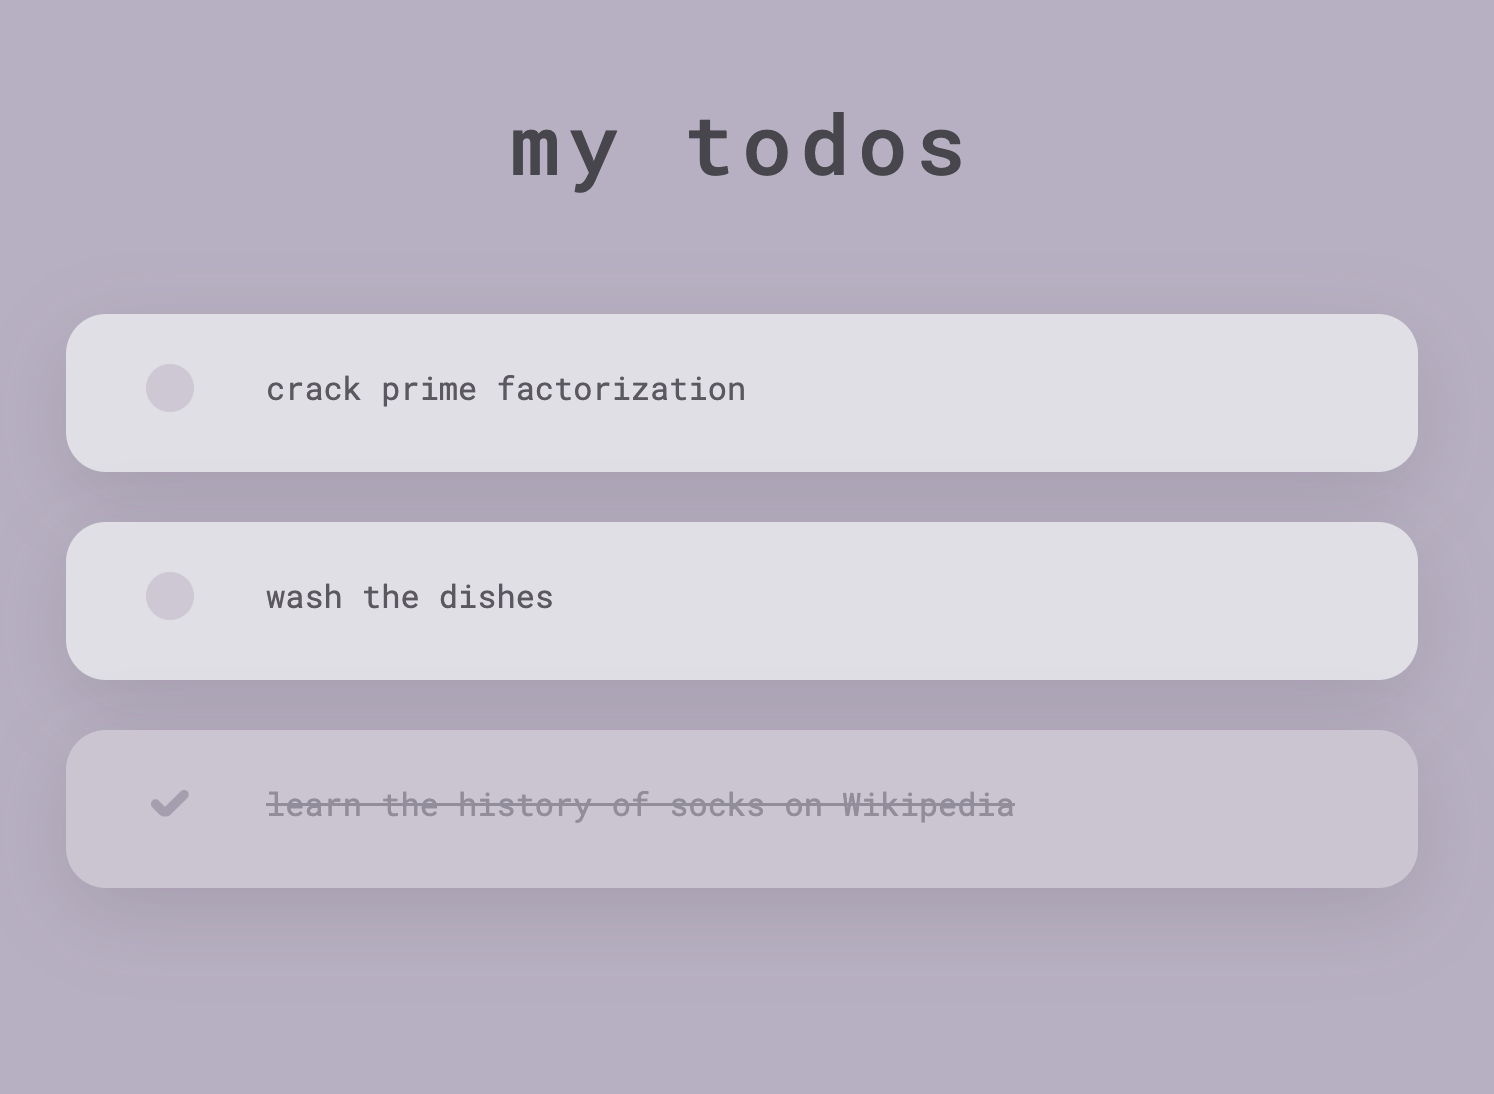 my todos
crack prime factorization
wash the dishes
learn the history of socks on Wikipedia